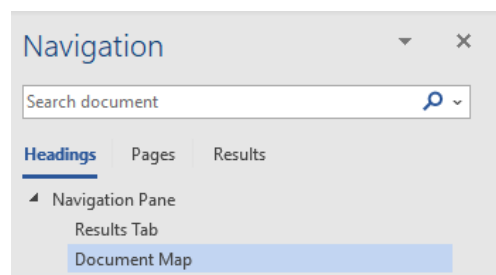 Navigation
Search document
Headings Pages Results
Navigation Pane
Results Tab
Document Map